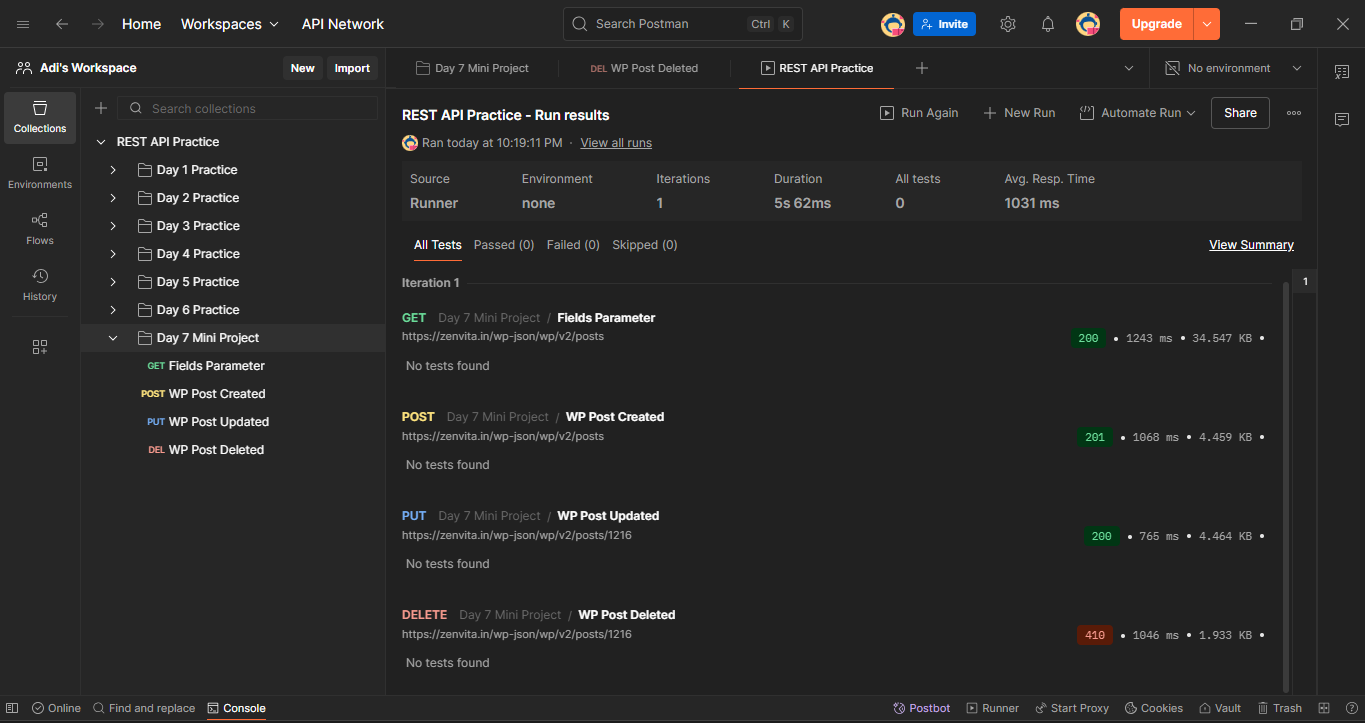 Home Workspaces API Network Search Postman Ctrl K Invite Upgrade
Adi's Workspace New Import Day 7 Mini Project DEL WP Post Deleted REST API Practice No environment
Collections
Environments
Flows
History
Search collections
REST API Practice
Day 1 Practice
Day 2 Practice
Day 3 Practice
Day 4 Practice
Day 5 Practice
Day 6 Practice
Day 7 Mini Project
GET Fields Parameter
POST WP Post Created
PUT WP Post Updated
DEL WP Post Deleted
REST API Practice - Run results Run Again New Run Automate Run Share
Ran today at 10:19:11 PM · View all runs
Source Environment Iterations Duration All tests Avg. Resp. Time
Runner none 1 5s 62ms 0 1031 ms
All Tests Passed (0) Failed (0) Skipped (0) View Summary
Iteration 1 1
GET Day 7 Mini Project / Fields Parameter
https://zenvita.in/wp-json/wp/v2/posts
200 • 1243 ms • 34.547 KB •
No tests found
POST Day 7 Mini Project / WP Post Created
https://zenvita.in/wp-json/wp/v2/posts
201 • 1068 ms • 4.459 KB •
No tests found
PUT Day 7 Mini Project / WP Post Updated
https://zenvita.in/wp-json/wp/v2/posts/1216
200 • 765 ms • 4.464 KB •
No tests found
DELETE Day 7 Mini Project / WP Post Deleted
https://zenvita.in/wp-json/wp/v2/posts/1216
410 • 1046 ms • 1.933 KB •
No tests found
Online Find and replace Console Postbot Runner Start Proxy Cookies Vault Trash